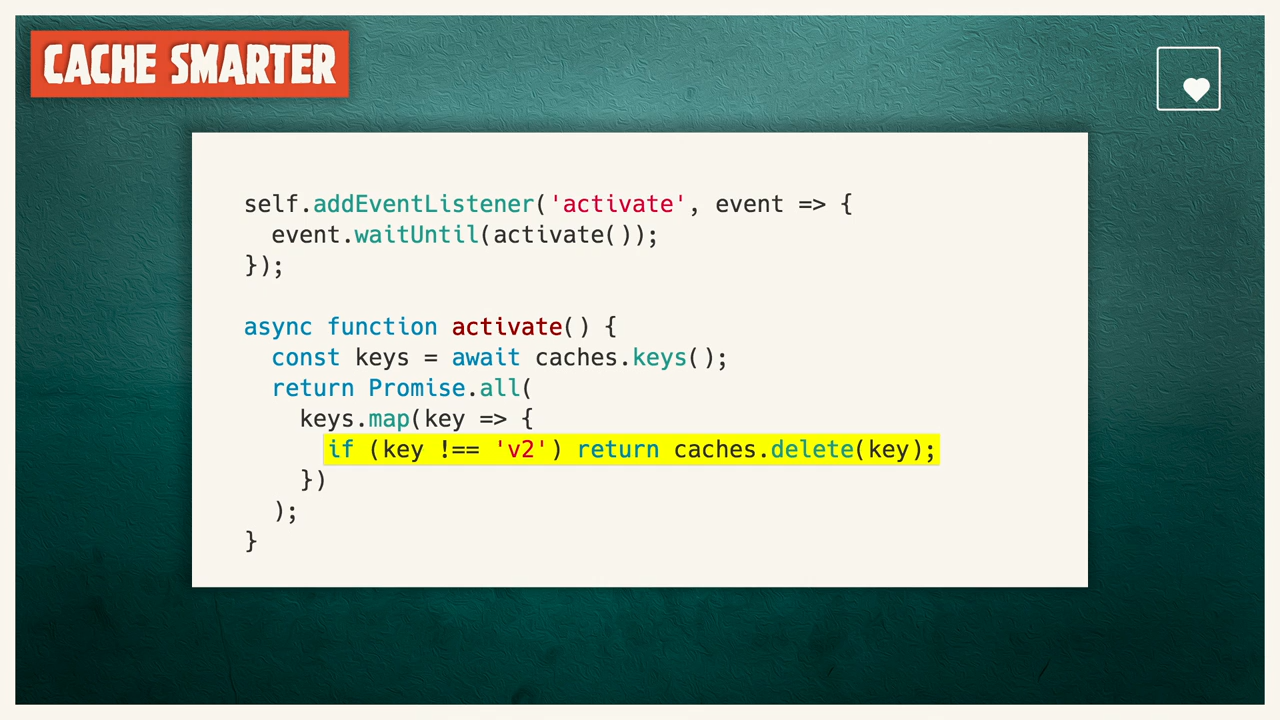 CACHE SMARTER
self.addEventListener('activate', event => {
  event.waitUntil(activate());
});

async function activate() {
  const keys = await caches.keys();
  return Promise.all(
    keys.map(key => {
      if (key !== 'v2') return caches.delete(key);
    })
  );
}